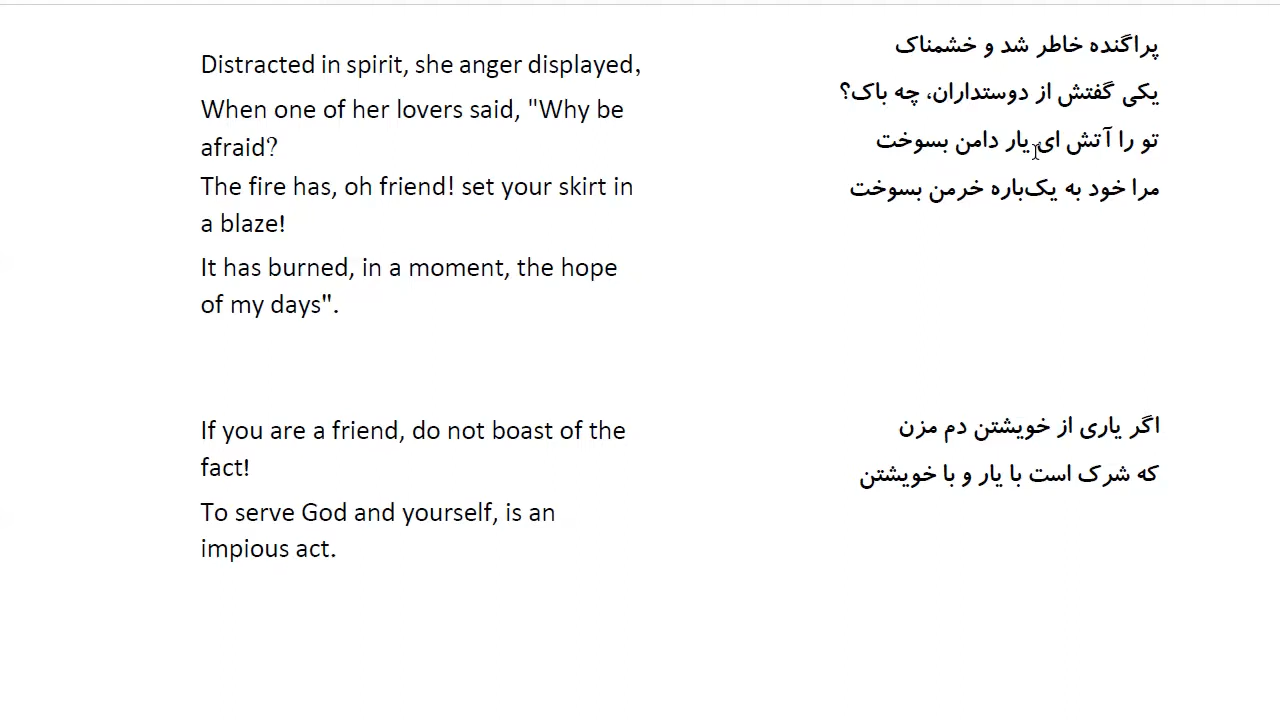 Distracted in spirit, she anger displayed,
When one of her lovers said, "Why be
afraid?
The fire has, oh friend! set your skirt in
a blaze!
It has burned, in a moment, the hope
of my days".
If you are a friend, do not boast of the
fact!
To serve God and yourself, is an
impious act.
پراگنده خاطر شد و خشمناک
یکی گفتش از دوستداران، چه باک؟
تو را آتش ای یار دامن بسوخت
مرا خود به یک‌باره خرمن بسوخت
اگر یاری از خویشتن دم مزن
که شرک است با یار و با خویشتن